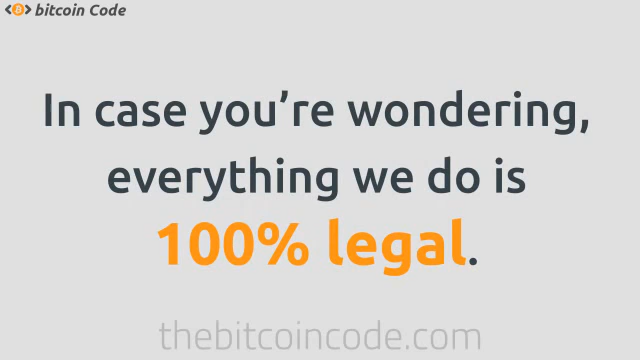 bitcoin Code
In case you’re wondering,
everything we do is
100% legal.
thebitcoincode.com